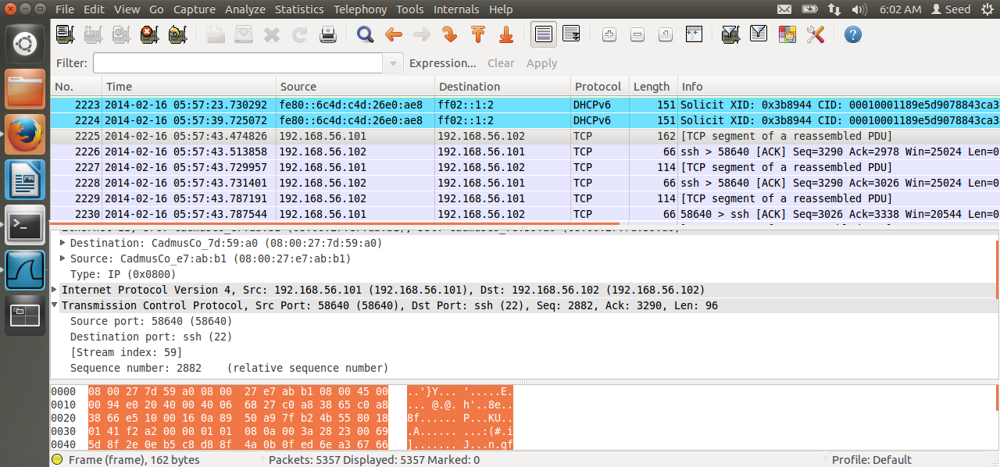 File Edit View Go Capture Analyze Statistics Telephony Tools Internals Help 6:02 AM Seed
Filter: Expression... Clear Apply
No. Time Source Destination Protocol Length Info
2223 2014-02-16 05:57:23.730292 fe80::6c4d:c4d:26e0:ae8 ff02::1:2 DHCPv6 151 Solicit XID: 0x3b8944 CID: 00010001189e5d9078843ca3
2224 2014-02-16 05:57:39.725072 fe80::6c4d:c4d:26e0:ae8 ff02::1:2 DHCPv6 151 Solicit XID: 0x3b8944 CID: 00010001189e5d9078843ca3
2225 2014-02-16 05:57:43.474826 192.168.56.101 192.168.56.102 TCP 162 [TCP segment of a reassembled PDU]
2226 2014-02-16 05:57:43.513858 192.168.56.102 192.168.56.101 TCP 66 ssh > 58640 [ACK] Seq=3290 Ack=2978 Win=25024 Len=0
2227 2014-02-16 05:57:43.729957 192.168.56.101 192.168.56.102 TCP 114 [TCP segment of a reassembled PDU]
2228 2014-02-16 05:57:43.731401 192.168.56.102 192.168.56.101 TCP 66 ssh > 58640 [ACK] Seq=3290 Ack=3026 Win=25024 Len=0
2229 2014-02-16 05:57:43.787191 192.168.56.102 192.168.56.101 TCP 114 [TCP segment of a reassembled PDU]
2230 2014-02-16 05:57:43.787544 192.168.56.101 192.168.56.102 TCP 66 58640 > ssh [ACK] Seq=3026 Ack=3338 Win=20544 Len=0
Destination: CadmusCo_7d:59:a0 (08:00:27:7d:59:a0)
Source: CadmusCo_e7:ab:b1 (08:00:27:e7:ab:b1)
Type: IP (0x0800)
Internet Protocol Version 4, Src: 192.168.56.101 (192.168.56.101), Dst: 192.168.56.102 (192.168.56.102)
Transmission Control Protocol, Src Port: 58640 (58640), Dst Port: ssh (22), Seq: 2882, Ack: 3290, Len: 96
Source port: 58640 (58640)
Destination port: ssh (22)
[Stream index: 59]
Sequence number: 2882 (relative sequence number)
0000 08 00 27 7d 59 a0 08 00 27 e7 ab b1 08 00 45 00 ..'}Y... '.....E.
0010 00 94 e0 20 40 00 40 06 68 27 c0 a8 38 65 c0 a8 ... @.@. h'..8e..
0020 38 66 e5 10 00 16 0a 89 50 a9 7f b2 4b 55 80 18 8f...... P...KU..
0030 01 41 f2 a2 00 00 01 01 08 0a 00 3a 28 23 00 69 .A...... ...:(#.i
0040 5d 8f 2e 0e b5 c8 d8 8f 4a 0b 0f ed 6e a3 67 66 ]....... J...n.gf
Frame (frame), 162 bytes Packets: 5357 Displayed: 5357 Marked: 0 Profile: Default